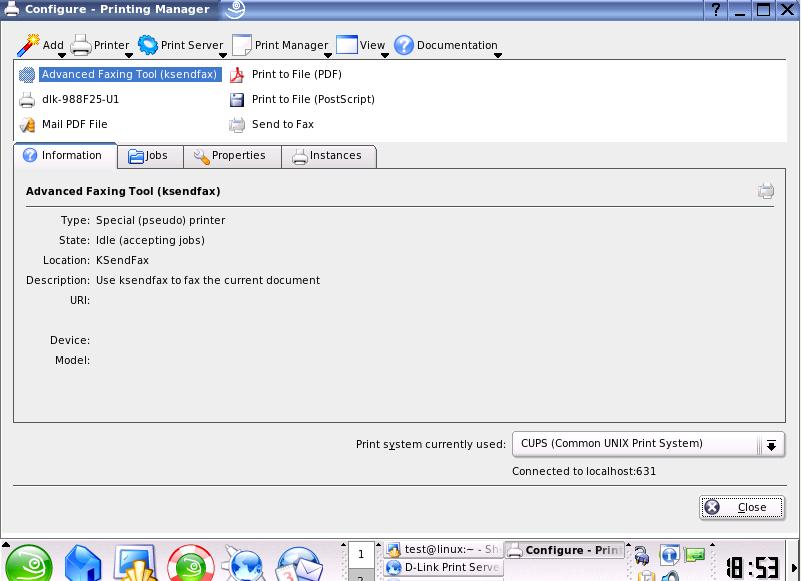 Configure - Printing Manager
Add Printer Print Server Print Manager View Documentation
Advanced Faxing Tool (ksendfax) Print to File (PDF)
dlk-988F25-U1 Print to File (PostScript)
Mail PDF File Send to Fax
Information Jobs Properties Instances
Advanced Faxing Tool (ksendfax)
Type: Special (pseudo) printer
State: Idle (accepting jobs)
Location: KSendFax
Description: Use ksendfax to fax the current document
URI:
Device:
Model:
Print system currently used: CUPS (Common UNIX Print System)
Connected to localhost:631
Close
1 test@linux:~ - Sh Configure - Print
2 D-Link Print Serve
18:53